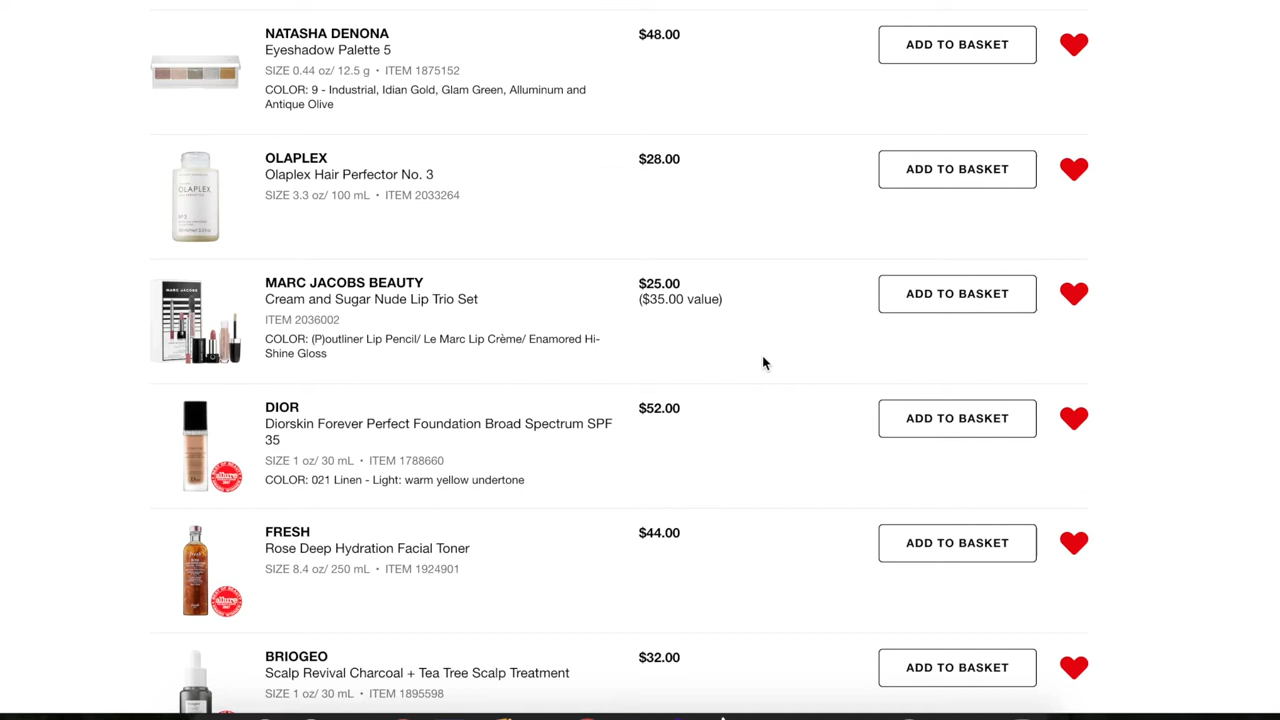 NATASHA DENONA
Eyeshadow Palette 5
SIZE 0.44 oz/ 12.5 g • ITEM 1875152
COLOR: 9 - Industrial, Idian Gold, Glam Green, Alluminum and
Antique Olive
$48.00
ADD TO BASKET
OLAPLEX
OLAPLEX
Olaplex Hair Perfector No. 3
SIZE 3.3 oz/ 100 mL • ITEM 2033264
$28.00
ADD TO BASKET
MARC JACOBS
MARC JACOBS BEAUTY
Cream and Sugar Nude Lip Trio Set
ITEM 2036002
COLOR: (P)outliner Lip Pencil/ Le Marc Lip Crème/ Enamored Hi-
Shine Gloss
$25.00
($35.00 value)
ADD TO BASKET
allure
DIOR
Diorskin Forever Perfect Foundation Broad Spectrum SPF
35
SIZE 1 oz/ 30 mL • ITEM 1788660
COLOR: 021 Linen - Light: warm yellow undertone
$52.00
ADD TO BASKET
fresh
allure
FRESH
Rose Deep Hydration Facial Toner
SIZE 8.4 oz/ 250 mL • ITEM 1924901
$44.00
ADD TO BASKET
BRIOGEO
Scalp Revival Charcoal + Tea Tree Scalp Treatment
SIZE 1 oz/ 30 mL • ITEM 1895598
$32.00
ADD TO BASKET